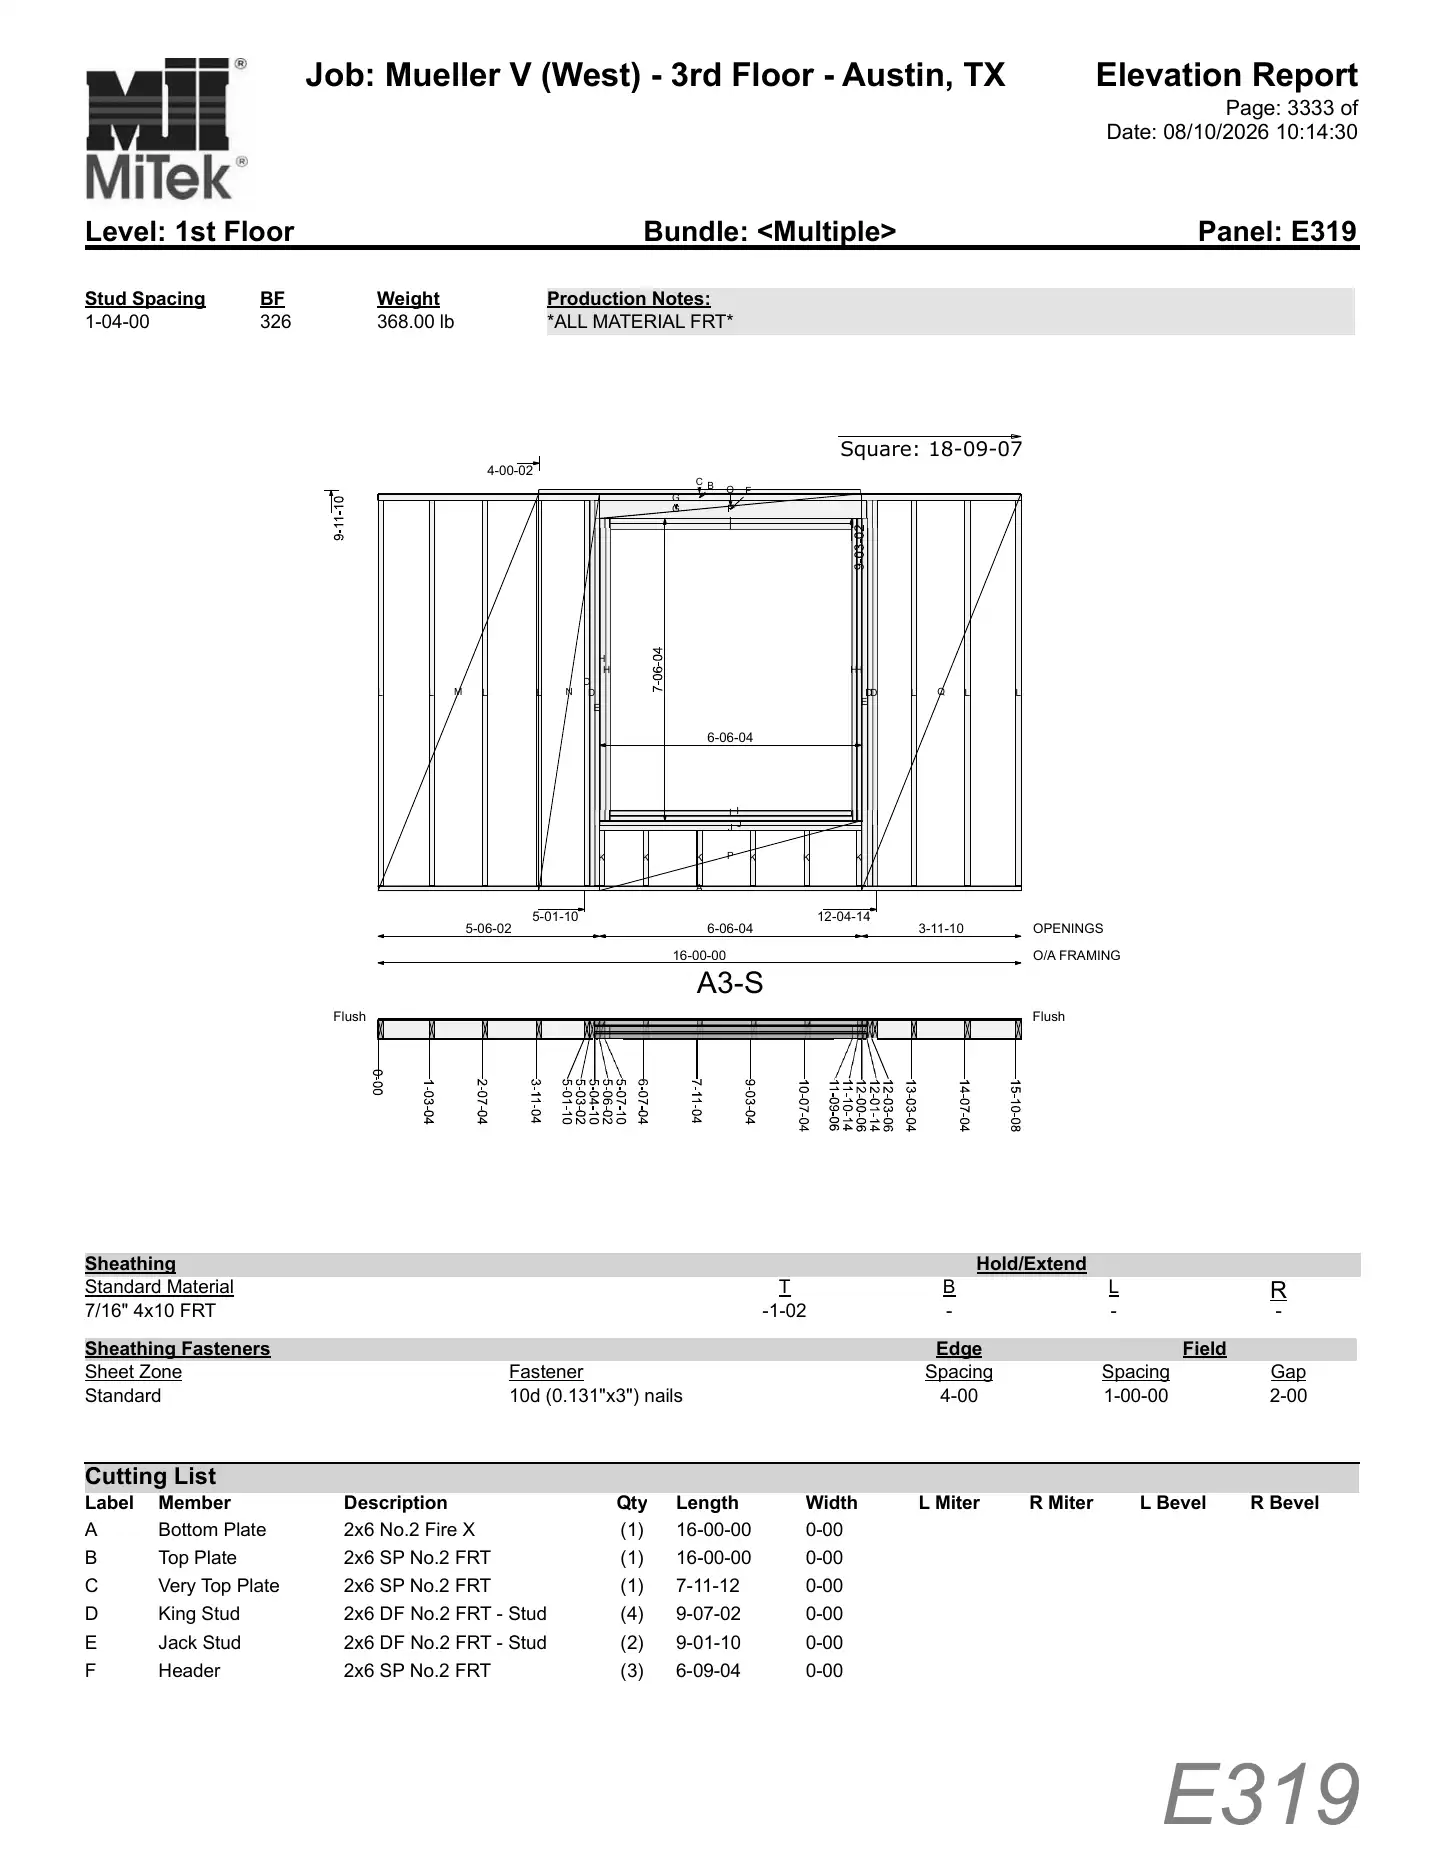 Job: Mueller V (West) - 3rd Floor - Austin, TX
Elevation Report
Page: 3333 of
Date: 08/10/2026 10:14:30
MiTek®
Level: 1st Floor Bundle: <Multiple> Panel: E319
Stud Spacing BF Weight Production Notes:
1-04-00 326 368.00 lb *ALL MATERIAL FRT*
Square: 18-09-07
4-00-02
C B O F
G
G F
9-11-10
9-03-02
7-06-04
H H H H
L L M L L N D D E E D D L Q L L
6-06-04
I I
J J
K K K P K K K
A
5-01-10 12-04-14
5-06-02 6-06-04 3-11-10 OPENINGS
16-00-00 O/A FRAMING
A3-S
Flush Flush
0-00 1-03-04 2-07-04 3-11-04 5-01-10 5-03-02 5-04-10 5-06-02 5-07-10 6-07-04 7-11-04 9-03-04 10-07-04 11-09-06 11-10-14 12-00-06 12-01-14 12-03-06 13-03-04 14-07-04 15-10-08
Sheathing Hold/Extend
Standard Material T B L R
7/16" 4x10 FRT -1-02 - - -
Sheathing Fasteners Edge Field
Sheet Zone Fastener Spacing Spacing Gap
Standard 10d (0.131"x3") nails 4-00 1-00-00 2-00
Cutting List
Label Member Description Qty Length Width L Miter R Miter L Bevel R Bevel
A Bottom Plate 2x6 No.2 Fire X (1) 16-00-00 0-00
B Top Plate 2x6 SP No.2 FRT (1) 16-00-00 0-00
C Very Top Plate 2x6 SP No.2 FRT (1) 7-11-12 0-00
D King Stud 2x6 DF No.2 FRT - Stud (4) 9-07-02 0-00
E Jack Stud 2x6 DF No.2 FRT - Stud (2) 9-01-10 0-00
F Header 2x6 SP No.2 FRT (3) 6-09-04 0-00
E319